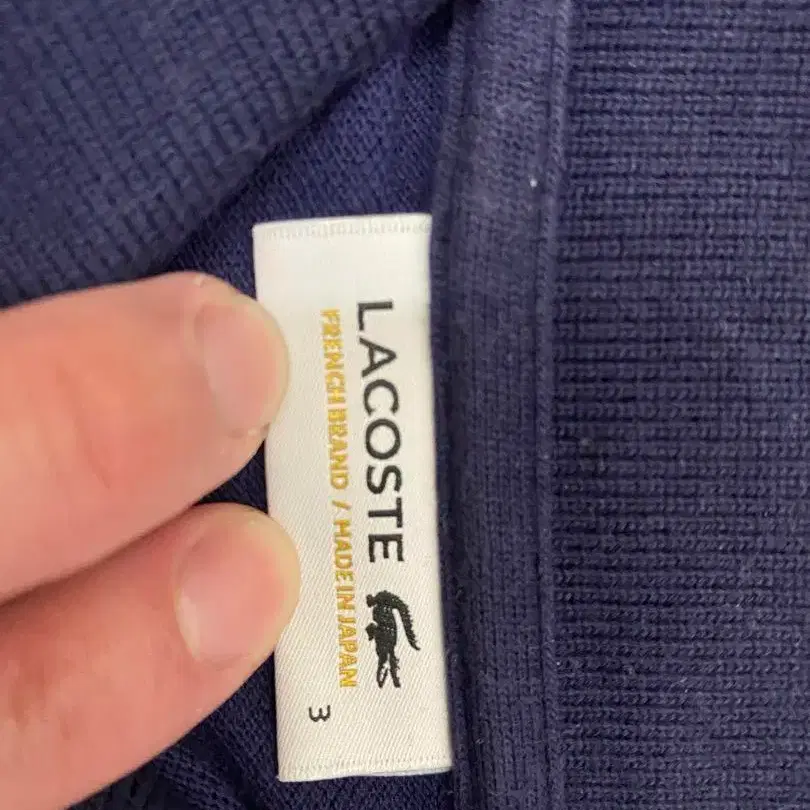 LACOSTE
FRENCH BRAND / MADE IN JAPAN
3